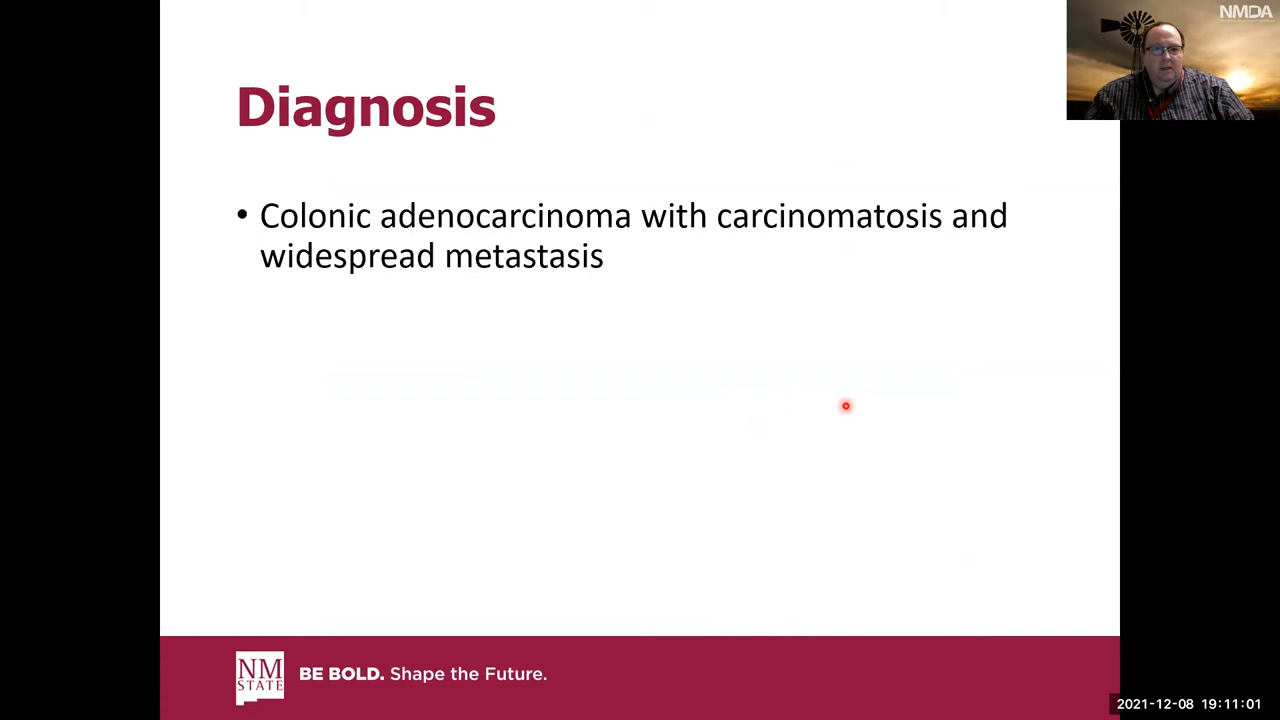 NMDA
Diagnosis
• Colonic adenocarcinoma with carcinomatosis and
widespread metastasis
NM
STATE
BE BOLD. Shape the Future.
2021-12-08 19:11:01